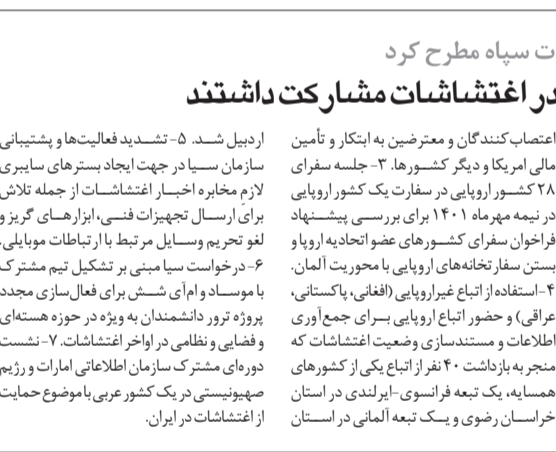 ت سپاه مطرح کرد
در اغتشاشات مشارکت داشتند
اعتصاب‌کنندگان و معترضین به ابتکار و تأمین
مالی امریکا و دیگر کشورها. ۳- جلسه سفرای
۲۸ کشور اروپایی در سفارت یک کشور اروپایی
در نیمه مهرماه ۱۴۰۱ برای بررسی پیشنهاد
فراخوان سفرای کشورهای عضو اتحادیه اروپا و
بستن سفارتخانه‌های اروپایی با محوریت آلمان.
۴- استفاده از اتباع غیراروپایی (افغانی، پاکستانی،
عراقی) و حضور اتباع اروپایی برای جمع‌آوری
اطلاعات و مستندسازی وضعیت اغتشاشات که
منجر به بازداشت ۴۰ نفر از اتباع یکی از کشورهای
همسایه، یک تبعه فرانسوی-ایرلندی در استان
خراسان رضوی و یک تبعه آلمانی در استان
اردبیل شد. ۵- تشدید فعالیت‌ها و پشتیبانی
سازمان سیا در جهت ایجاد بسترهای سایبری
لازم مخابره اخبار اغتشاشات از جمله تلاش
برای ارسال تجهیزات فنی، ابزارهای گریز و
لغو تحریم وسایل مرتبط با ارتباطات موبایلی.
۶- درخواست سیا مبنی بر تشکیل تیم مشترک
با موساد و ام‌آی شش برای فعال‌سازی مجدد
پروژه ترور دانشمندان به ویژه در حوزه هسته‌ای
و فضایی و نظامی در اواخر اغتشاشات. ۷- نشست
دوره‌ای مشترک سازمان اطلاعاتی امارات و رژیم
صهیونیستی در یک کشور عربی با موضوع حمایت
از اغتشاشات در ایران.